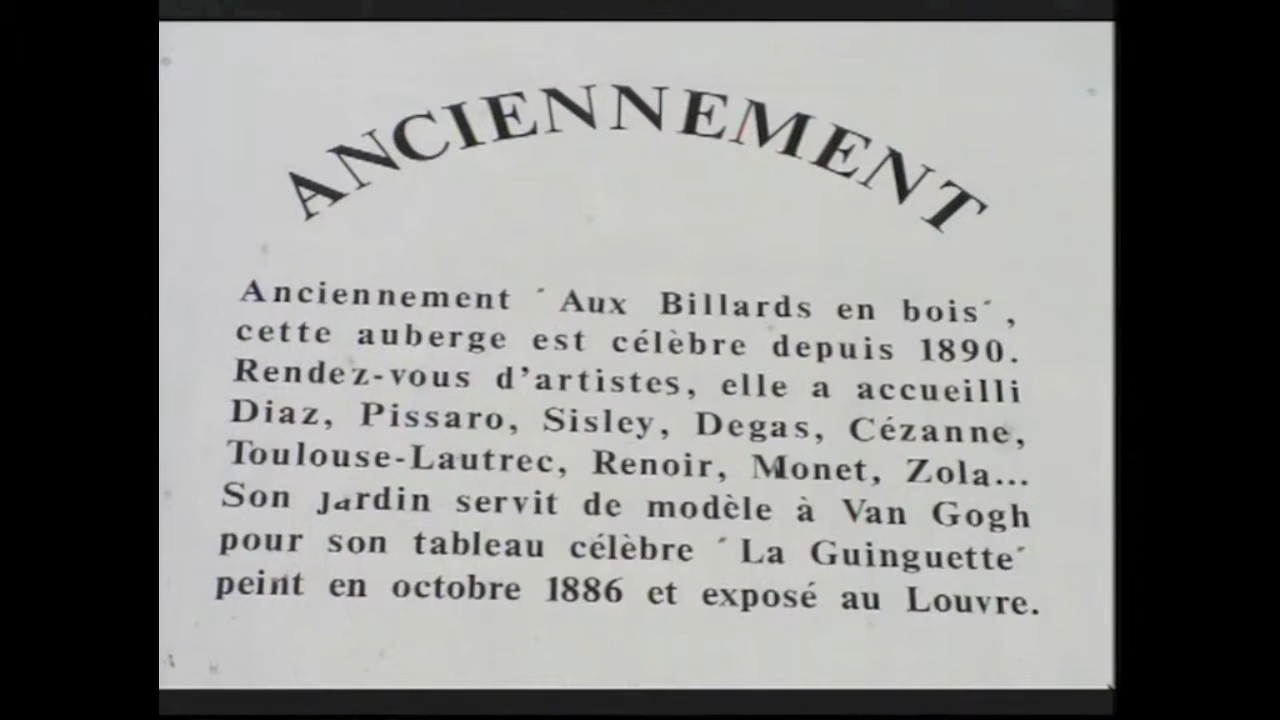 ANCIENNEMENT
Anciennement ´ Aux Billards en bois´ ,
cette auberge est célèbre depuis 1890.
Rendez-vous d’artistes, elle a accueilli
Diaz, Pissaro, Sisley, Degas, Cézanne,
Toulouse-Lautrec, Renoir, Monet, Zola...
Son jardin servit de modèle à Van Gogh
pour son tableau célèbre ´ La Guinguette´
peint en octobre 1886 et exposé au Louvre.